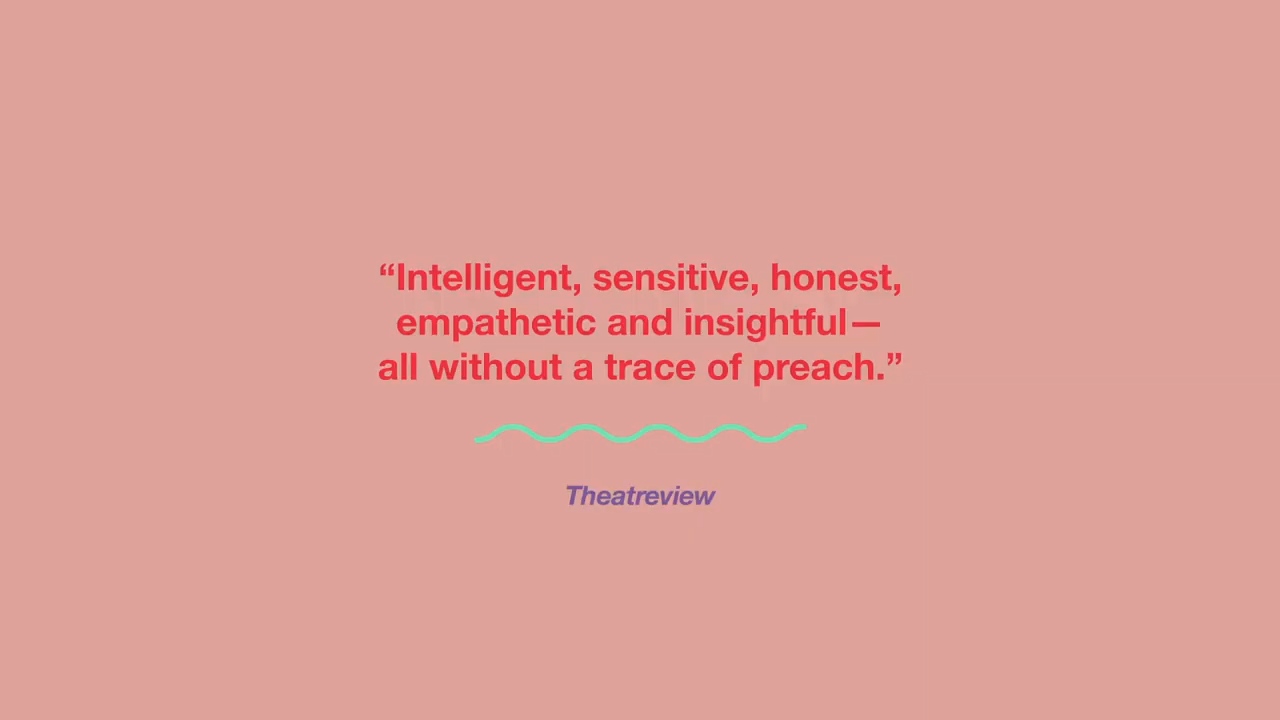 “Intelligent, sensitive, honest,
empathetic and insightful—
all without a trace of preach.”
Theatreview